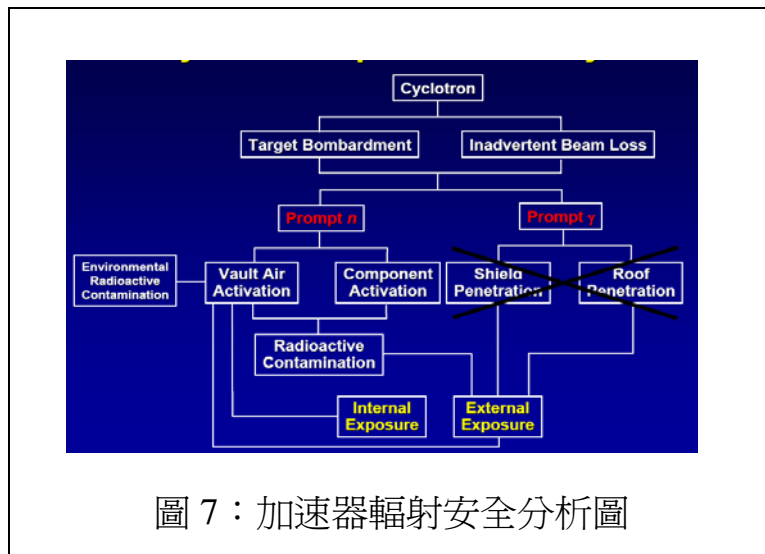 Cyclotron
Target Bombardment
Inadvertent Beam Loss
Prompt n
Prompt γ
Environmental
Radioactive
Contamination
Vault Air
Activation
Component
Activation
Shield
Penetration
Roof
Penetration
Radioactive
Contamination
Internal
Exposure
External
Exposure
圖 7：加速器輻射安全分析圖